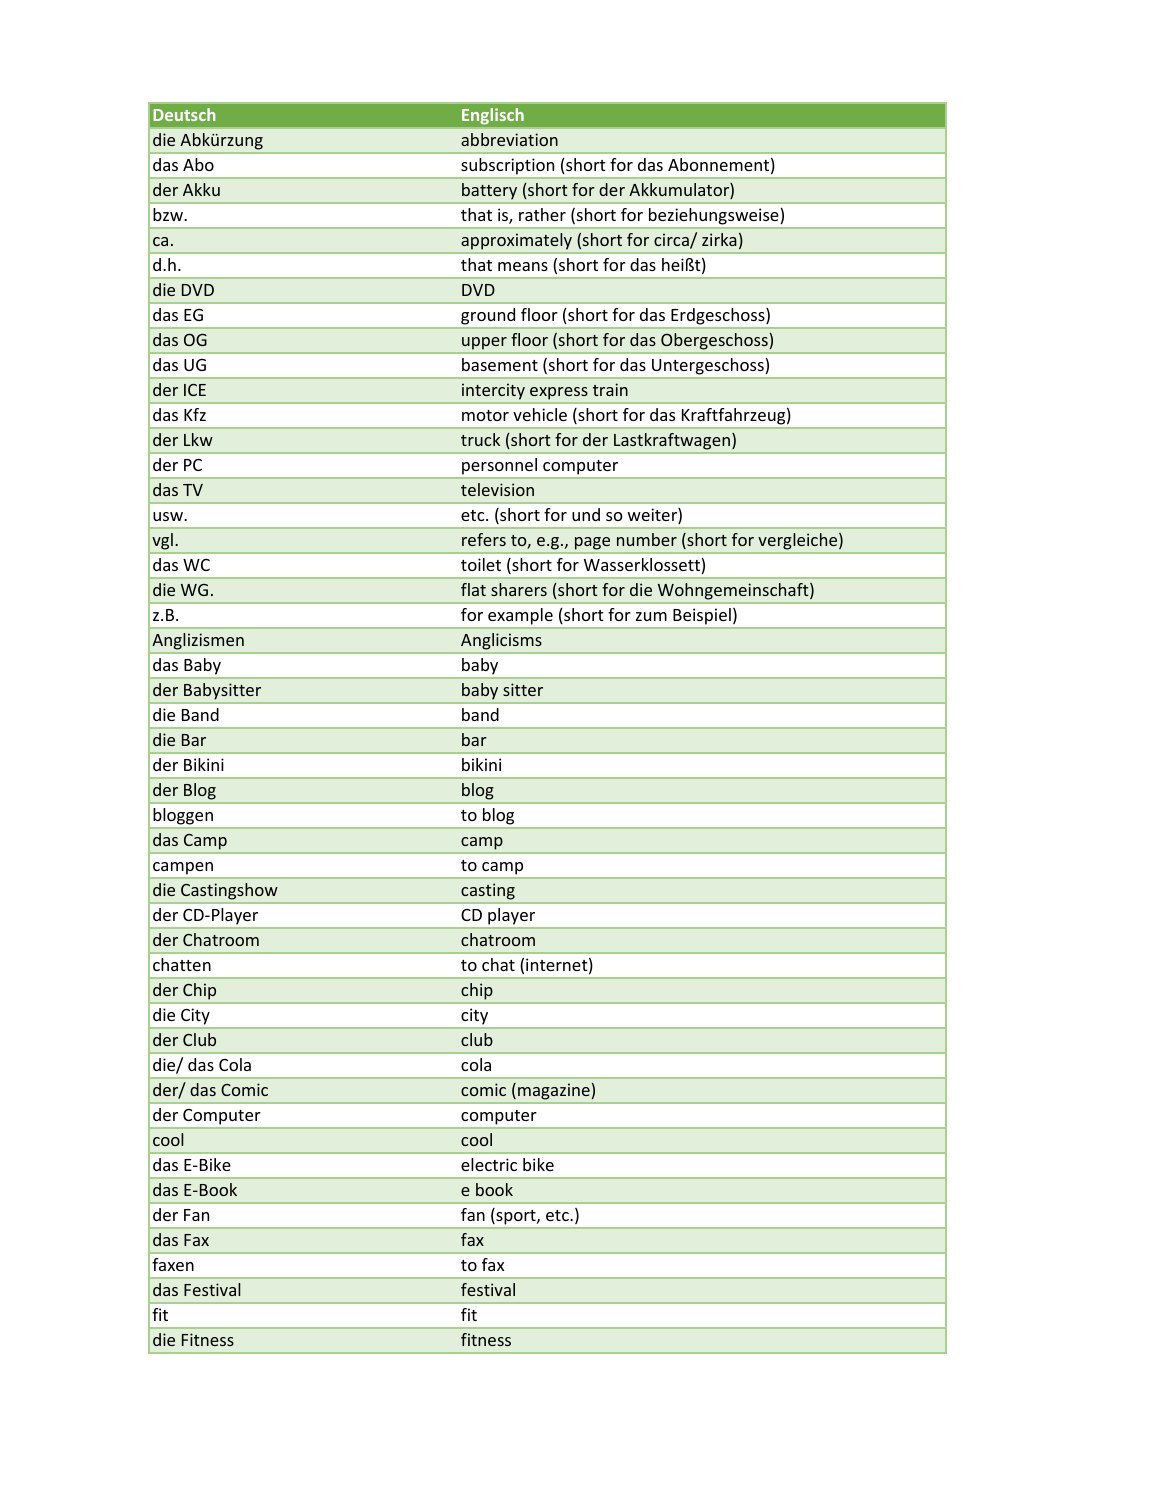 Deutsch Englisch
die Abkürzung abbreviation
das Abo subscription (short for das Abonnement)
der Akku battery (short for der Akkumulator)
bzw. that is, rather (short for beziehungsweise)
ca. approximately (short for circa/ zirka)
d.h. that means (short for das heißt)
die DVD DVD
das EG ground floor (short for das Erdgeschoss)
das OG upper floor (short for das Obergeschoss)
das UG basement (short for das Untergeschoss)
der ICE intercity express train
das Kfz motor vehicle (short for das Kraftfahrzeug)
der Lkw truck (short for der Lastkraftwagen)
der PC personnel computer
das TV television
usw. etc. (short for und so weiter)
vgl. refers to, e.g., page number (short for vergleiche)
das WC toilet (short for Wasserklossett)
die WG. flat sharers (short for die Wohngemeinschaft)
z.B. for example (short for zum Beispiel)
Anglizismen Anglicisms
das Baby baby
der Babysitter baby sitter
die Band band
die Bar bar
der Bikini bikini
der Blog blog
bloggen to blog
das Camp camp
campen to camp
die Castingshow casting
der CD-Player CD player
der Chatroom chatroom
chatten to chat (internet)
der Chip chip
die City city
der Club club
die/ das Cola cola
der/ das Comic comic (magazine)
der Computer computer
cool cool
das E-Bike electric bike
das E-Book e book
der Fan fan (sport, etc.)
das Fax fax
faxen to fax
das Festival festival
fit fit
die Fitness fitness